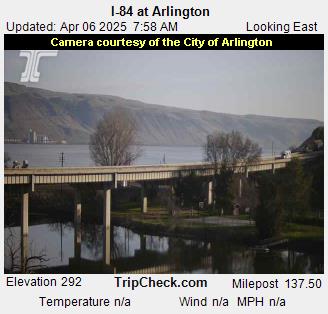 I-84 at Arlington
Updated: Apr 06 2025 7:58 AM Looking East
Camera courtesy of the City of Arlington
Elevation 292 TripCheck.com Milepost 137.50
Temperature n/a Wind n/a MPH n/a